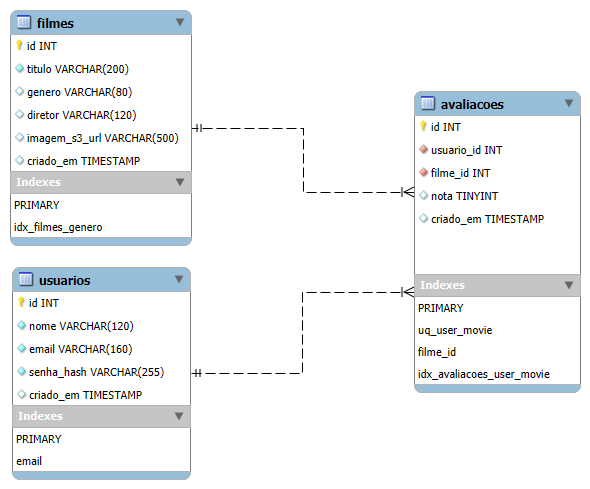 filmes
id INT
titulo VARCHAR(200)
genero VARCHAR(80)
diretor VARCHAR(120)
imagem_s3_url VARCHAR(500)
criado_em TIMESTAMP
Indexes
PRIMARY
idx_filmes_genero
usuarios
id INT
nome VARCHAR(120)
email VARCHAR(160)
senha_hash VARCHAR(255)
criado_em TIMESTAMP
Indexes
PRIMARY
email
avaliacoes
id INT
usuario_id INT
filme_id INT
nota TINYINT
criado_em TIMESTAMP
Indexes
PRIMARY
uq_user_movie
filme_id
idx_avaliacoes_user_movie